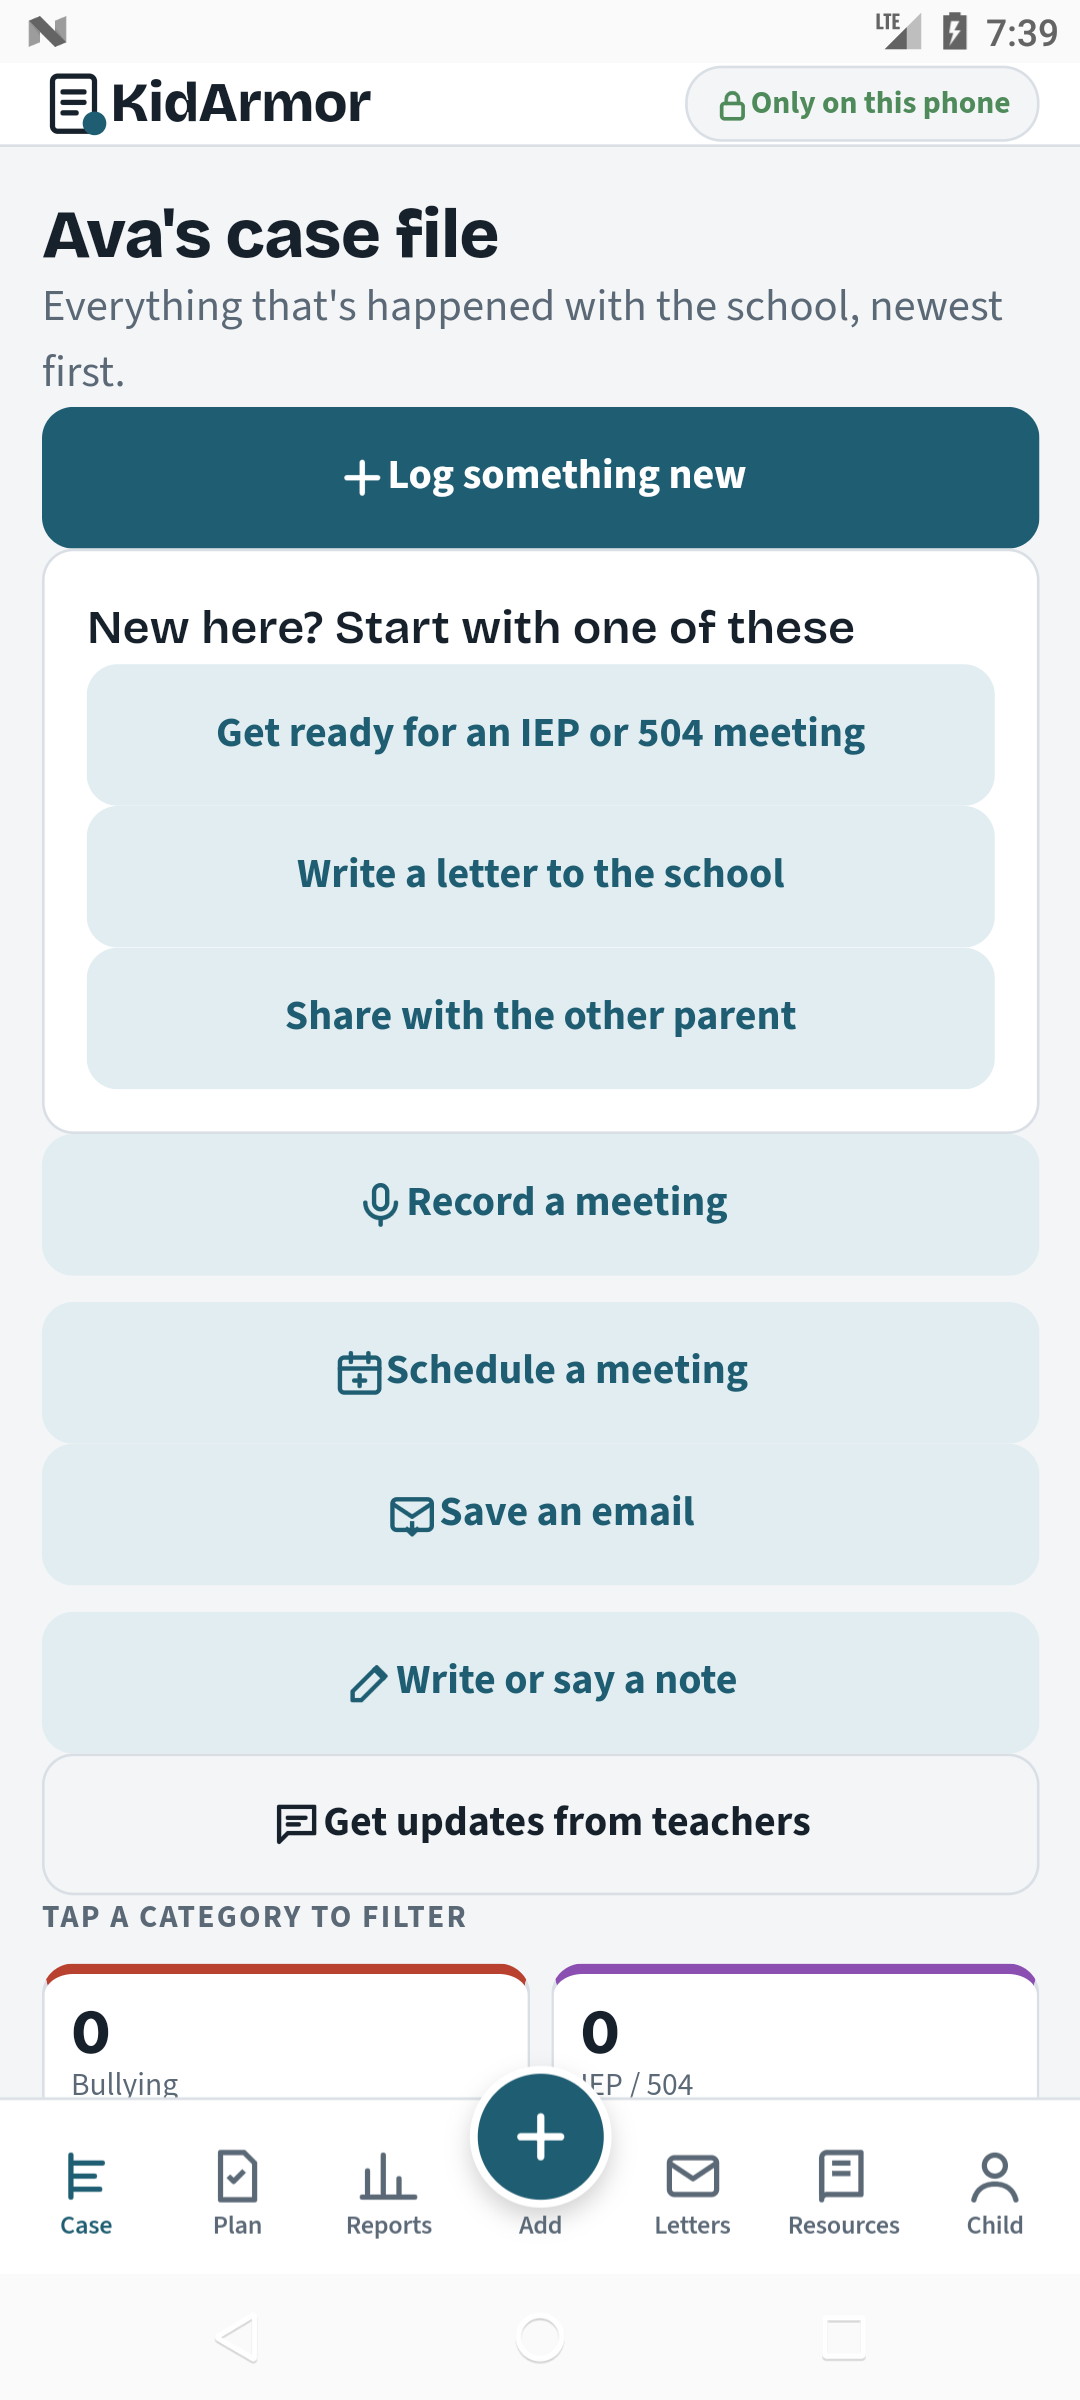 LTE 7:39
KidArmor
Only on this phone
Ava's case file
Everything that's happened with the school, newest
first.
Log something new
New here? Start with one of these
Get ready for an IEP or 504 meeting
Write a letter to the school
Share with the other parent
Record a meeting
Schedule a meeting
Save an email
Write or say a note
Get updates from teachers
TAP A CATEGORY TO FILTER
0 0
Bullying IEP / 504
Case Plan Reports Add Letters Resources Child